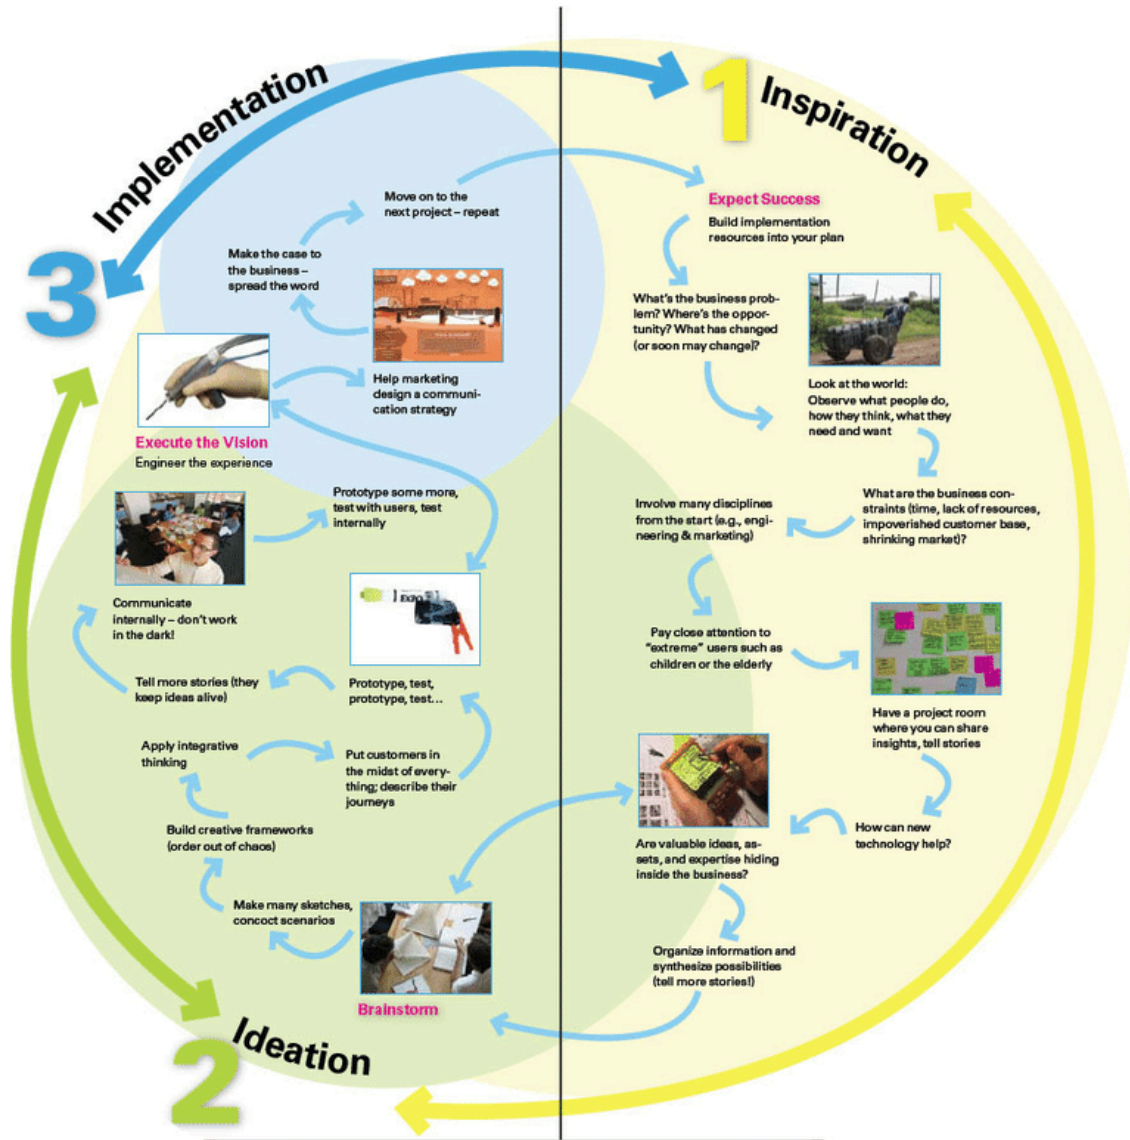 1
Inspiration
Expect Success
Build implementation
resources into your plan
What's the business prob-
lem? Where's the oppor-
tunity? What has changed
(or soon may change)?
Look at the world:
Observe what people do,
how they think, what they
need and want
What are the business con-
straints (time, lack of resources,
impoverished customer base,
shrinking market)?
Involve many disciplines
from the start (e.g., engi-
neering & marketing)
Pay close attention to
"extreme" users such as
children or the elderly
Have a project room
where you can share
insights, tell stories
How can new
technology help?
Are valuable ideas, as-
sets, and expertise hiding
inside the business?
Organize information and
synthesize possibilities
(tell more stories!)
2
Ideation
Brainstorm
Make many sketches,
concoct scenarios
Build creative frameworks
(order out of chaos)
Apply integrative
thinking
Put customers in
the midst of every-
thing; describe their
journeys
Prototype, test,
prototype, test...
EXPO
Tell more stories (they
keep ideas alive)
Communicate
internally – don't work
in the dark!
Prototype some more,
test with users, test
internally
3
Implementation
Execute the Vision
Engineer the experience
Help marketing
design a communi-
cation strategy
Make the case to
the business –
spread the word
Move on to the
next project – repeat